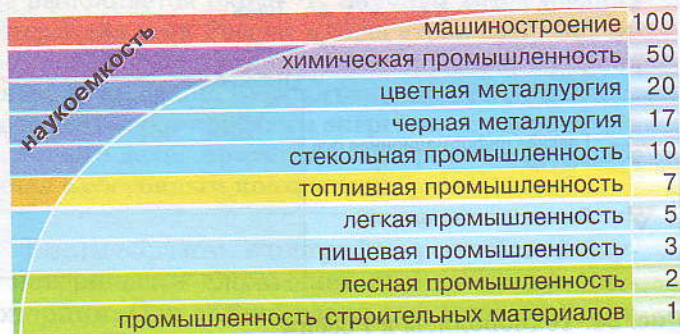 наукоемкость
машиностроение 100
химическая промышленность 50
цветная металлургия 20
черная металлургия 17
стекольная промышленность 10
топливная промышленность 7
легкая промышленность 5
пищевая промышленность 3
лесная промышленность 2
промышленность строительных материалов 1